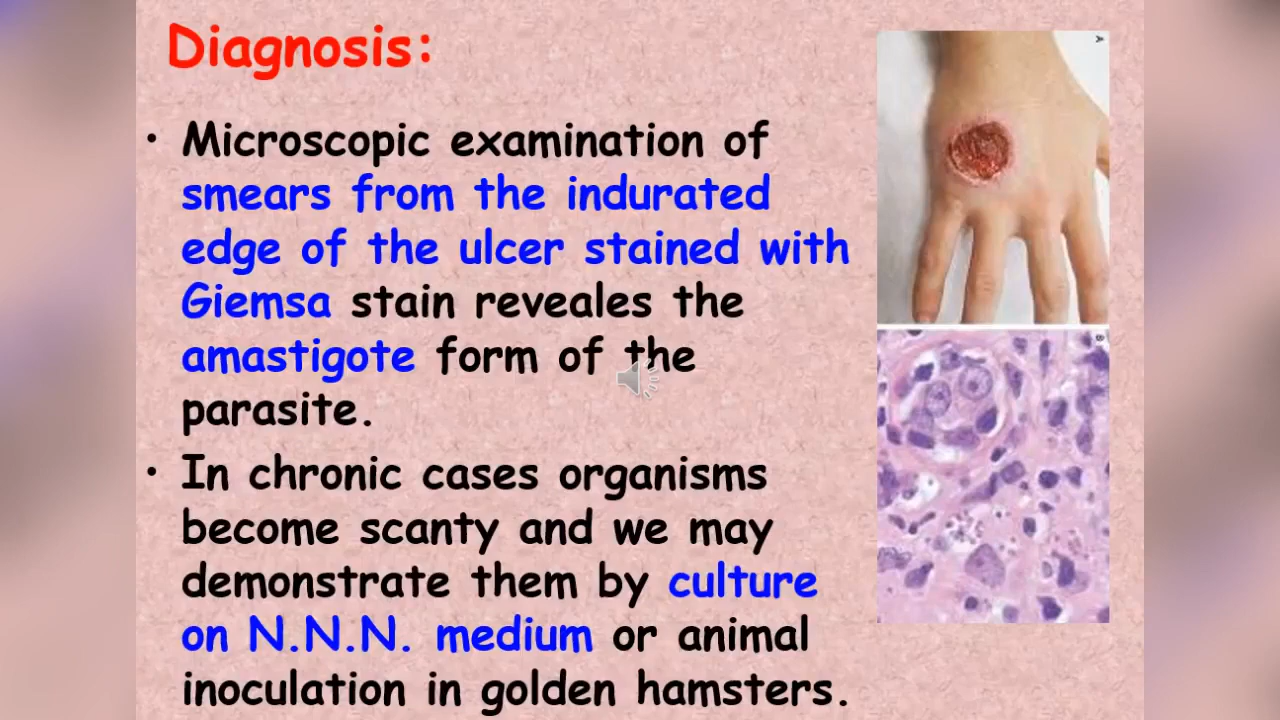 Diagnosis:
• Microscopic examination of
smears from the indurated
edge of the ulcer stained with
Giemsa stain reveales the
amastigote form of the
parasite.
• In chronic cases organisms
become scanty and we may
demonstrate them by culture
on N.N.N. medium or animal
inoculation in golden hamsters.
A
B